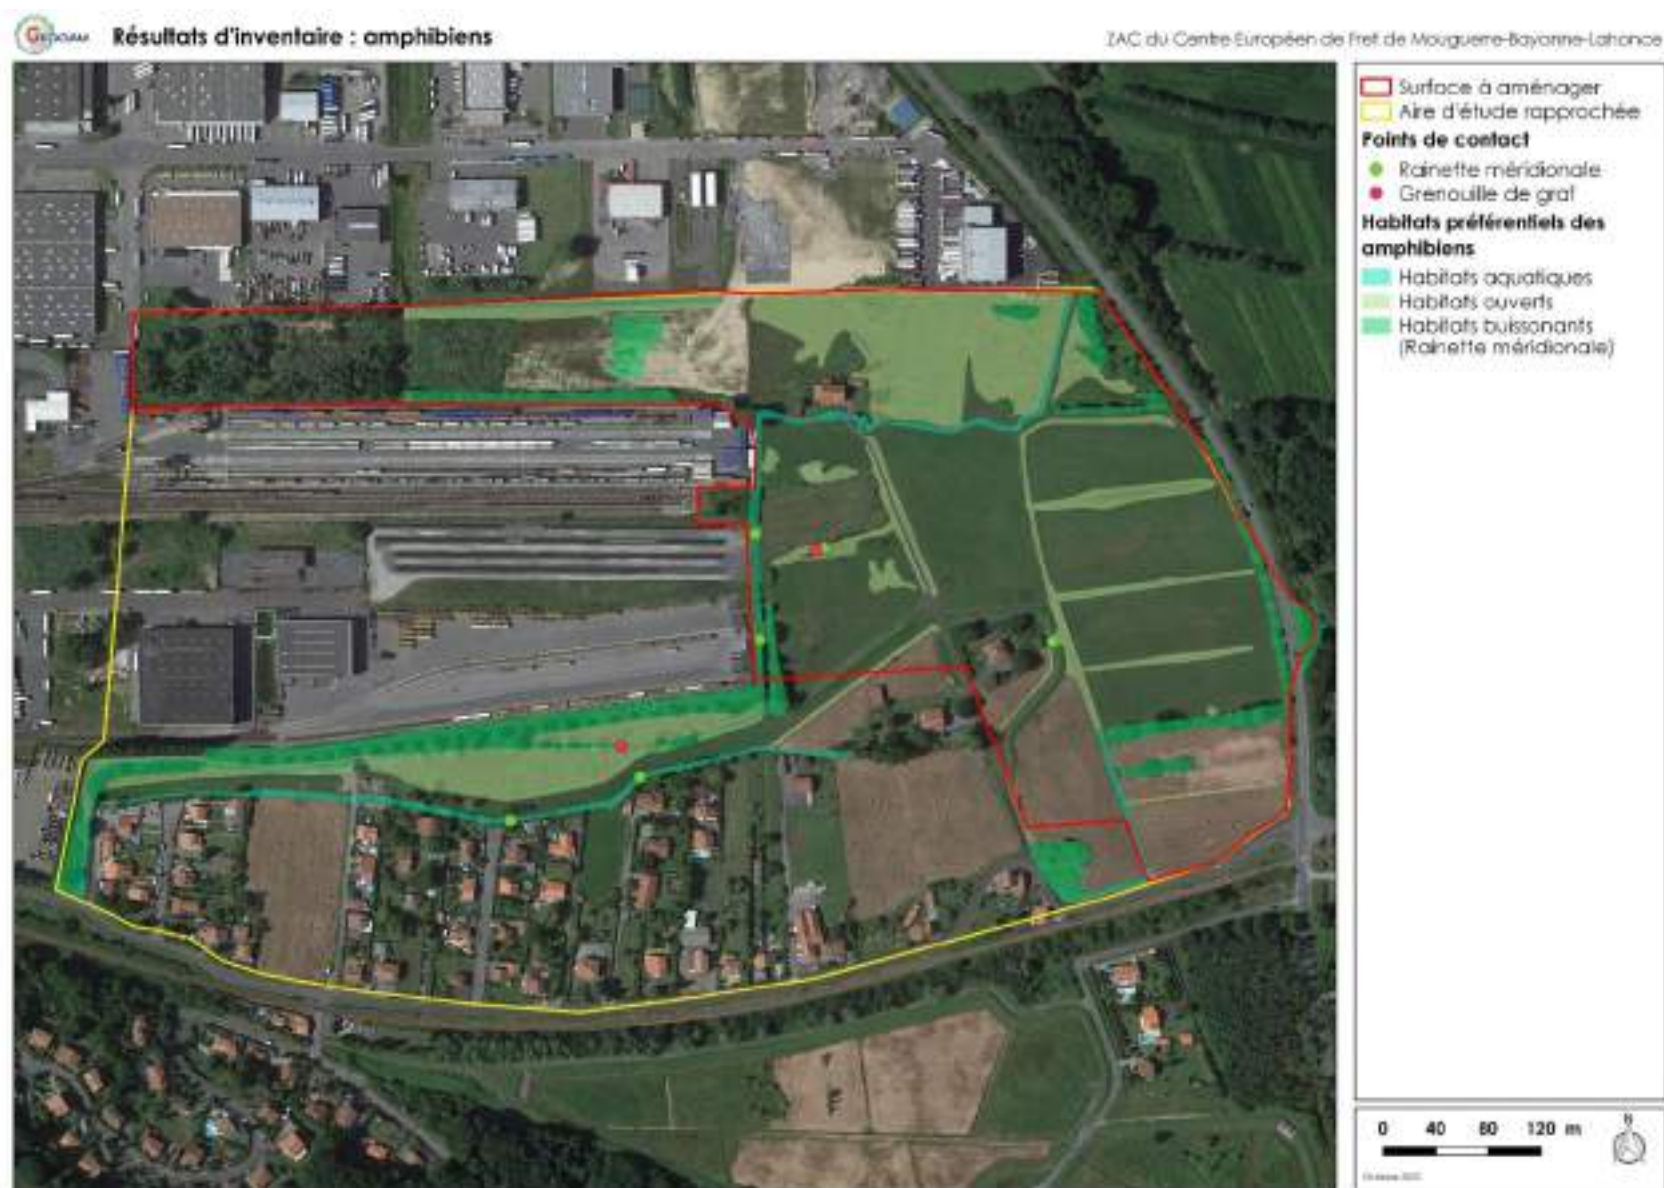 Résultats d'inventaire : amphibiens
ZAC du Centre Européen de Fret de Mouguerre-Bayonne-Lahonce
Surface à aménager
Aire d'étude rapprochée
Points de contact
Rainette méridionale
Grenouille de graf
Habitats préférentiels des
amphibiens
Habitats aquatiques
Habitats ouverts
Habitats buissonants
(Rainette méridionale)
0 40 80 120 m
N